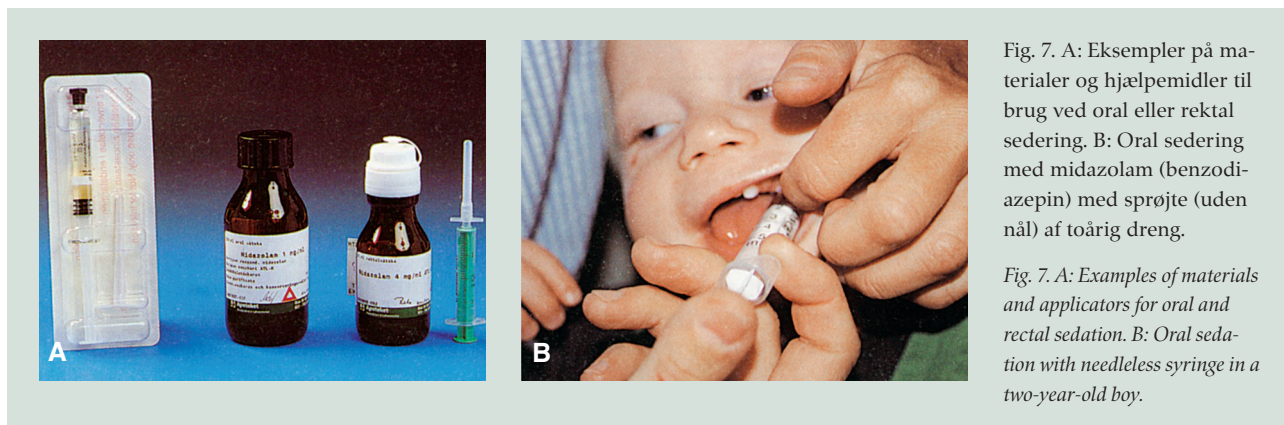 A
Midazolam 1 mg/ml
Midazolam 4 mg/ml
Apoteket
Apoteket
B
Fig. 7. A: Eksempler på ma-
terialer og hjælpemidler til
brug ved oral eller rektal
sedering. B: Oral sedering
med midazolam (benzodi-
azepin) med sprøjte (uden
nål) af toårig dreng.
Fig. 7. A: Examples of materials
and applicators for oral and
rectal sedation. B: Oral seda-
tion with needleless syringe in a
two-year-old boy.